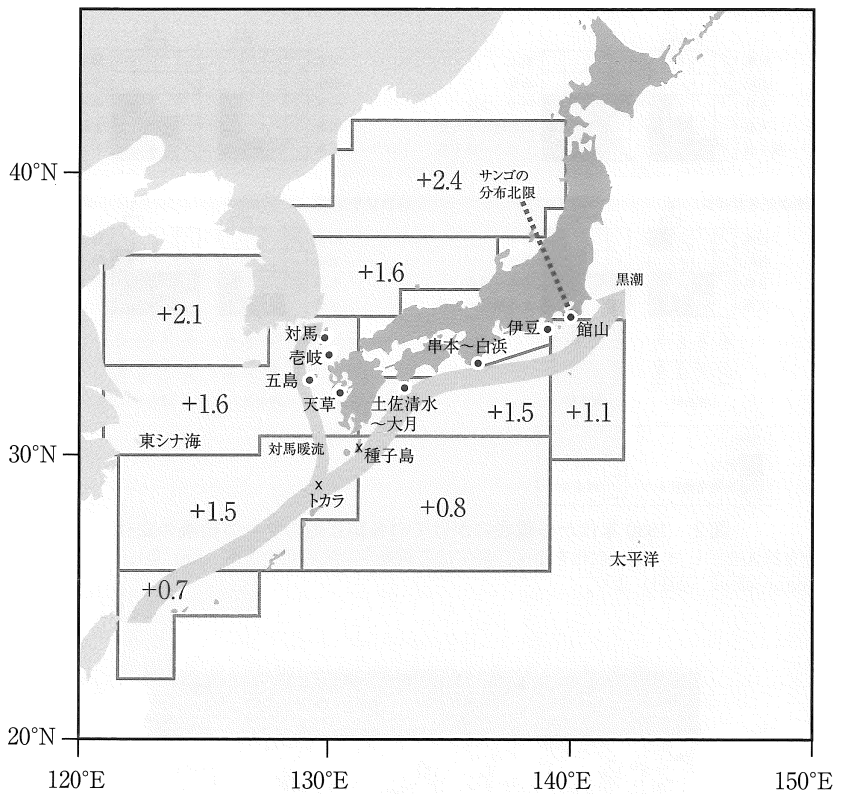 40°N
+2.4
サンゴの
分布北限
+1.6
黒潮
+2.1
対馬
伊豆
館山
串本〜白浜
壱岐
五島
天草
土佐清水
〜大月
+1.6
+1.5
+1.1
東シナ海
30°N
対馬暖流
×種子島
×
トカラ
+1.5
+0.8
太平洋
+0.7
20°N
120°E
130°E
140°E
150°E